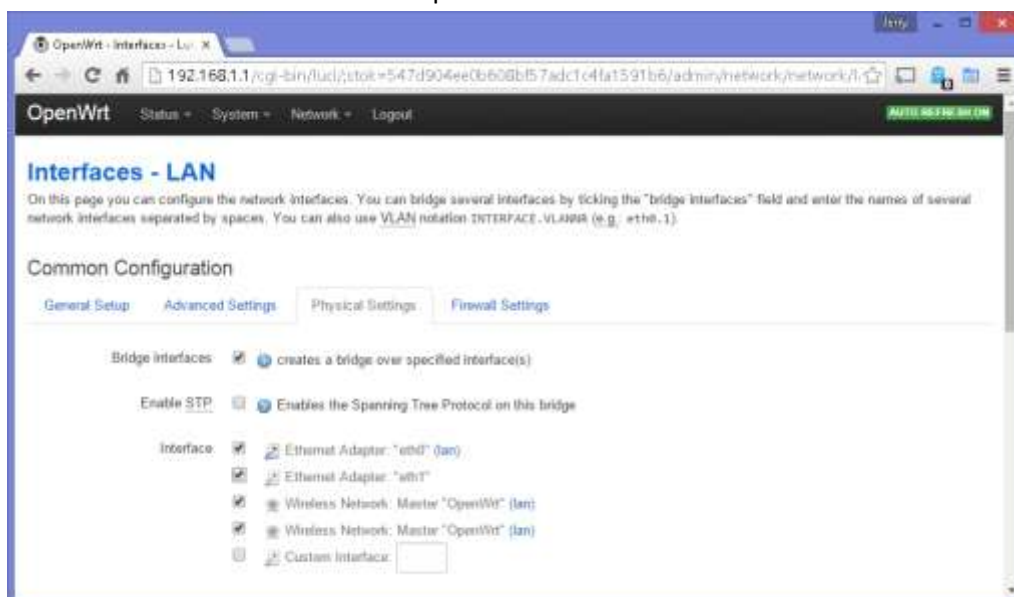 Jerry
OpenWrt - Interfaces - Lu
192.168.1.1/cgi-bin/luci/;stok=547d904ee0b608bf57adc1c4fa1591b6/admin/network/network/l
OpenWrt Status System Network Logout AUTO REFRESH ON
Interfaces - LAN
On this page you can configure the network interfaces. You can bridge several interfaces by ticking the "bridge interfaces" field and enter the names of several
network interfaces separated by spaces. You can also use VLAN notation INTERFACE.VLANNR (e.g.: eth0.1).
Common Configuration
General Setup Advanced Settings Physical Settings Firewall Settings
Bridge interfaces creates a bridge over specified interface(s)
Enable STP Enables the Spanning Tree Protocol on this bridge
Interface Ethernet Adapter: "eth0" (lan)
Ethernet Adapter: "eth1"
Wireless Network: Master "OpenWrt" (lan)
Wireless Network: Master "OpenWrt" (lan)
Custom Interface: